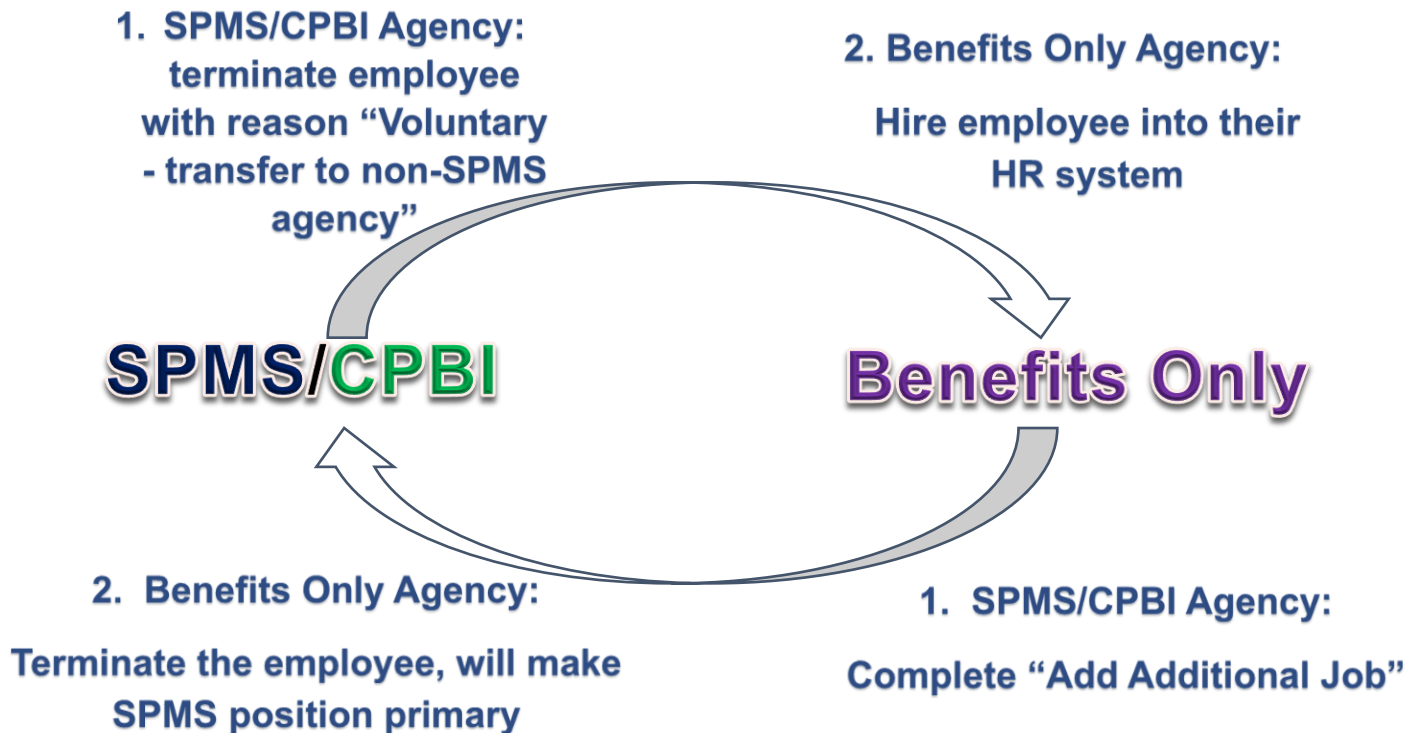 1. SPMS/CPBI Agency:
terminate employee
with reason “Voluntary
- transfer to non-SPMS
agency”
2. Benefits Only Agency:
Hire employee into their
HR system
SPMS/CPBI
Benefits Only
2. Benefits Only Agency:
Terminate the employee, will make
SPMS position primary
1. SPMS/CPBI Agency:
Complete “Add Additional Job”